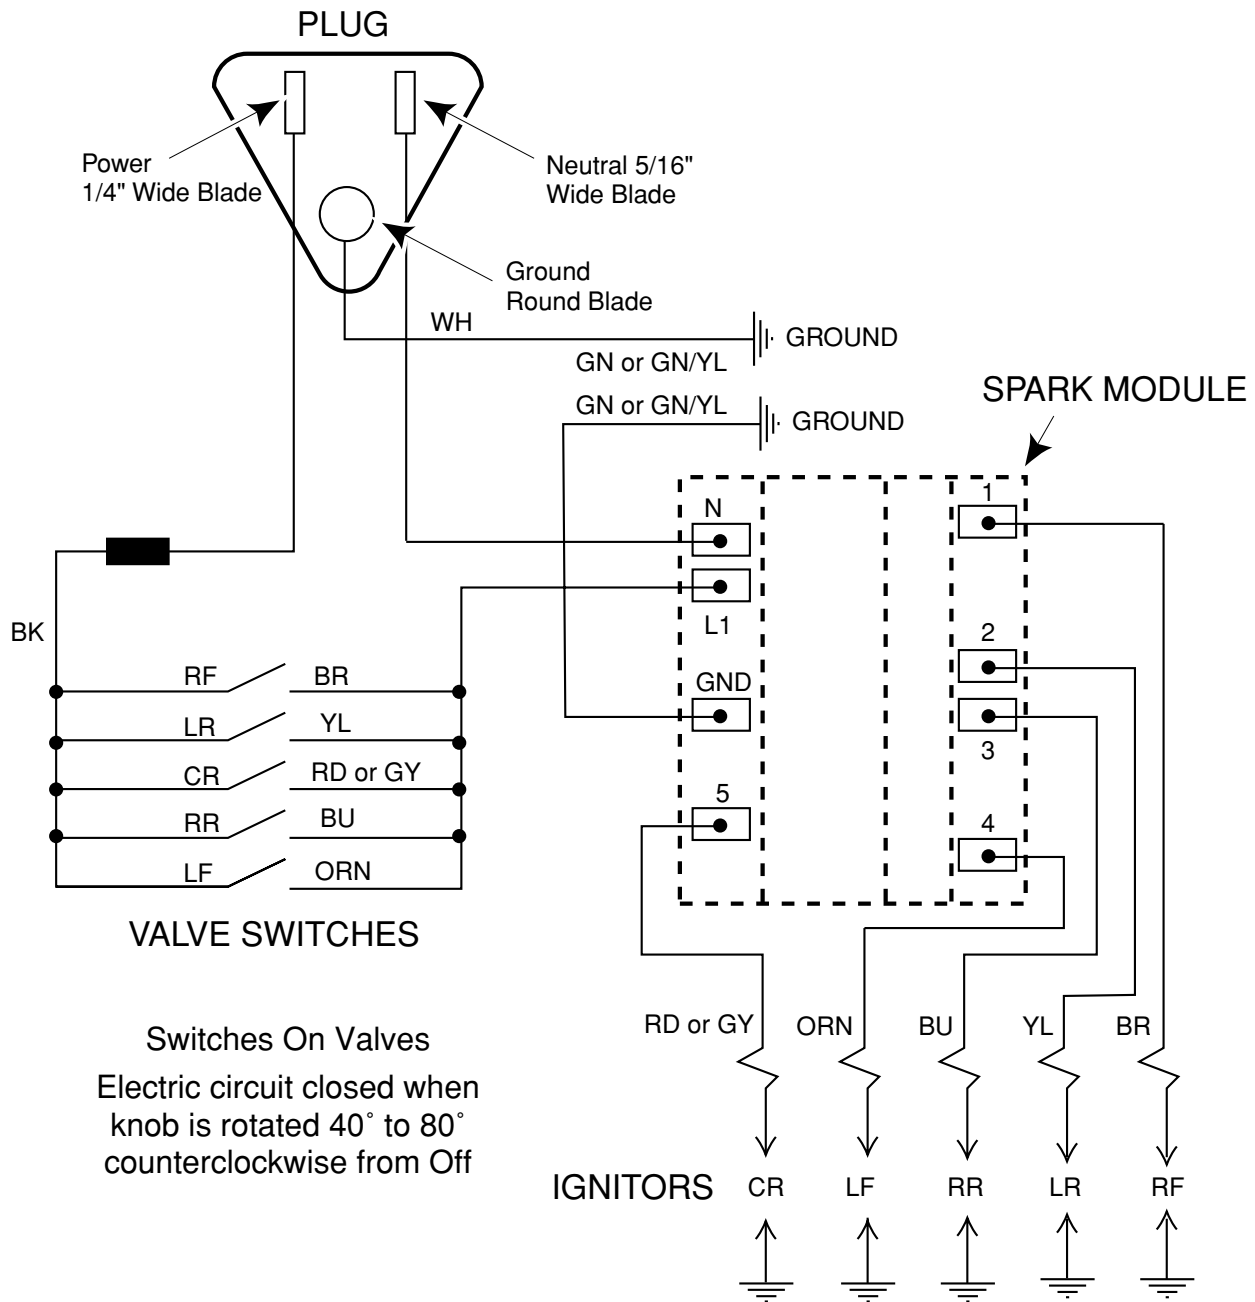 PLUG
Power
1/4" Wide Blade
Neutral 5/16"
Wide Blade
Ground
Round Blade
WH
GROUND
GN or GN/YL
GN or GN/YL
GROUND
SPARK MODULE
N
L1
GND
5
1
2
3
4
BK
RF
BR
LR
YL
CR
RD or GY
RR
BU
LF
ORN
VALVE SWITCHES
Switches On Valves
Electric circuit closed when
knob is rotated 40˚ to 80˚
counterclockwise from Off
RD or GY
ORN
BU
YL
BR
IGNITORS
CR
LF
RR
LR
RF